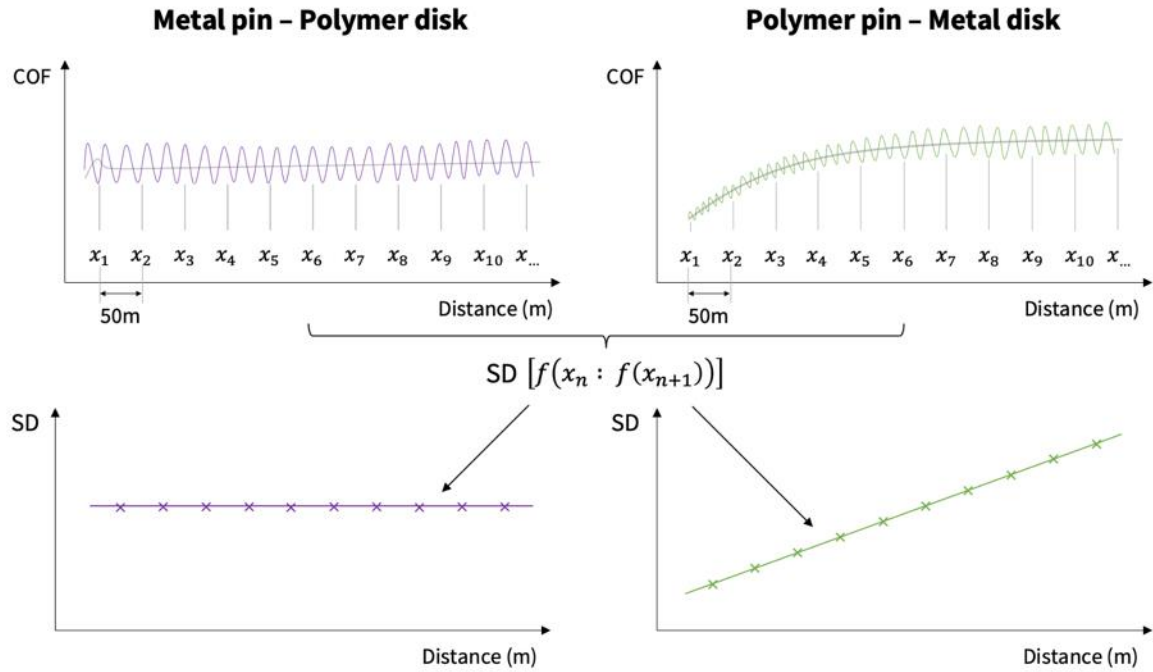 Metal pin – Polymer disk
Polymer pin – Metal disk
COF
x₁ x₂ x₃ x₄ x₅ x₆ x₇ x₈ x₉ x₁₀ x...
50m
Distance (m)
COF
x₁ x₂ x₃ x₄ x₅ x₆ x₇ x₈ x₉ x₁₀ x...
50m
Distance (m)
SD [f(xₙ : f(xₙ₊₁))]
SD
Distance (m)
SD
Distance (m)